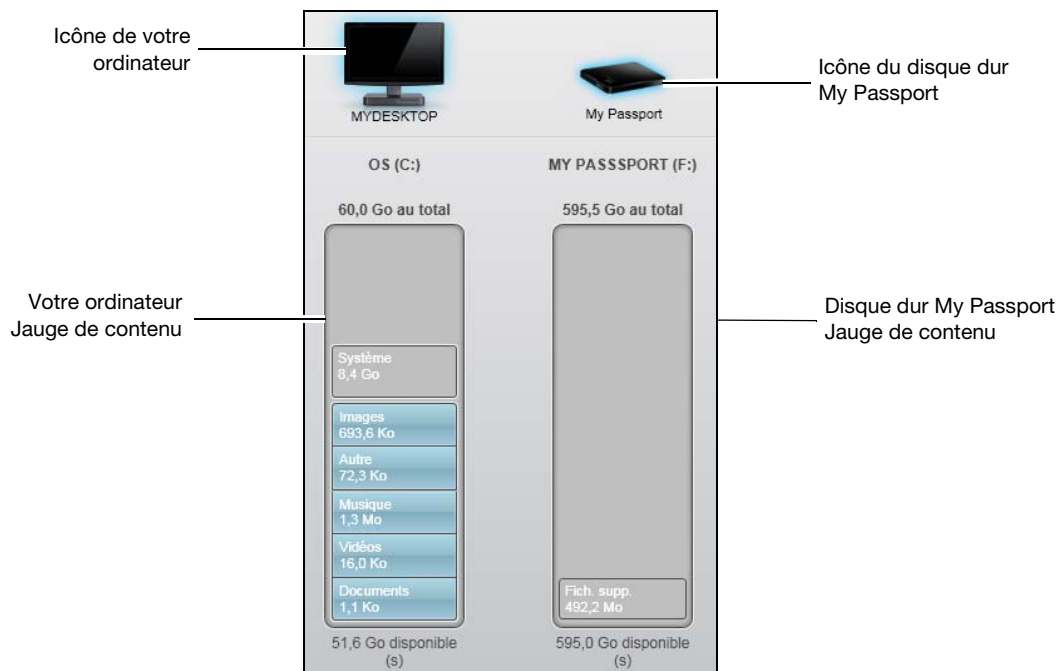 Icône de votre
ordinateur
Icône du disque dur
My Passport
MYDESKTOP
My Passport
OS (C:)
MY PASSSPORT (F:)
60,0 Go au total
595,5 Go au total
Votre ordinateur
Jauge de contenu
Disque dur My Passport
Jauge de contenu
Système
8,4 Go
Images
693,6 Ko
Autre
72,3 Ko
Musique
1,3 Mo
Vidéos
16,0 Ko
Documents
1,1 Ko
Fich. supp.
492,2 Mo
51,6 Go disponible
(s)
595,0 Go disponible
(s)